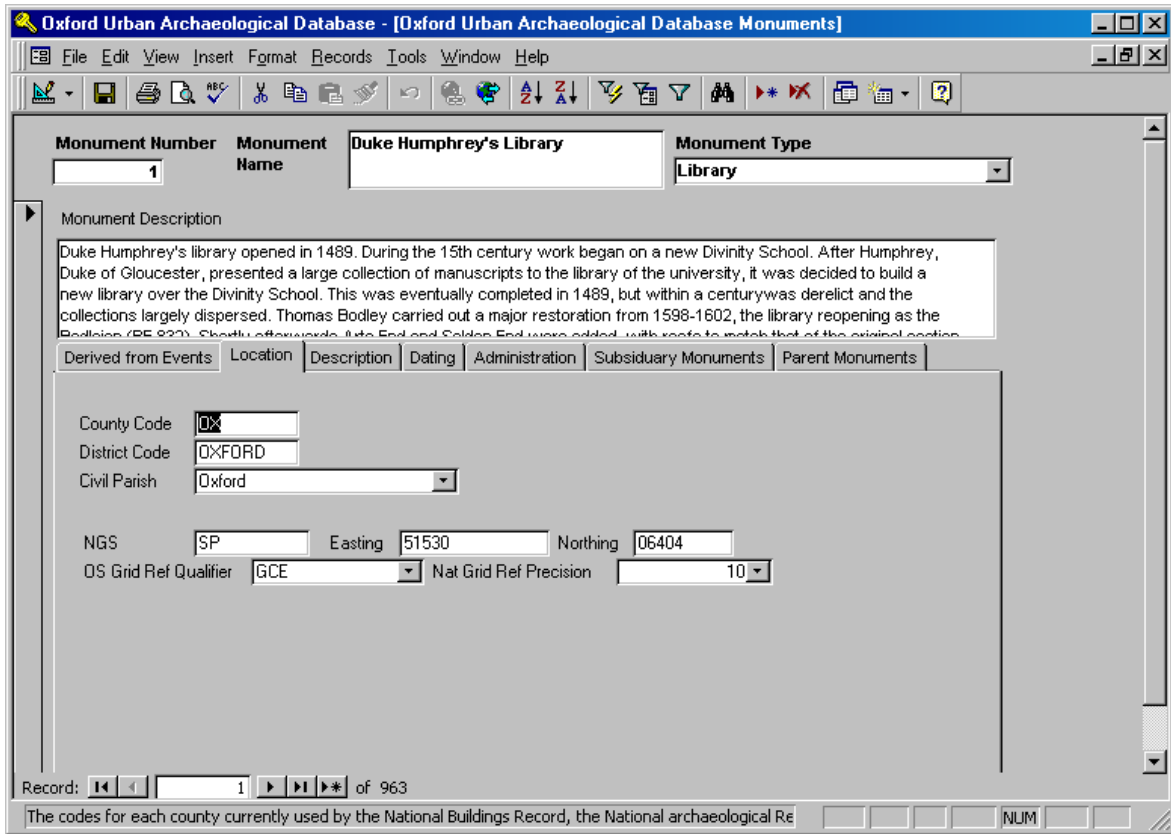 Oxford Urban Archaeological Database - [Oxford Urban Archaeological Database Monuments]
File Edit View Insert Format Records Tools Window Help
Monument Number Monument Name Duke Humphrey's Library Monument Type
1 Library
Monument Description
Duke Humphrey's library opened in 1489. During the 15th century work began on a new Divinity School. After Humphrey,
Duke of Gloucester, presented a large collection of manuscripts to the library of the university, it was decided to build a
new library over the Divinity School. This was eventually completed in 1489, but within a centurywas derelict and the
collections largely dispersed. Thomas Bodley carried out a major restoration from 1598-1602, the library reopening as the
Derived from Events Location Description Dating Administration Subsiduary Monuments Parent Monuments
County Code OX
District Code OXFORD
Civil Parish Oxford
NGS SP Easting 51530 Northing 06404
OS Grid Ref Qualifier GCE Nat Grid Ref Precision 10
Record: 1 of 963
The codes for each county currently used by the National Buildings Record, the National archaeological Re NUM